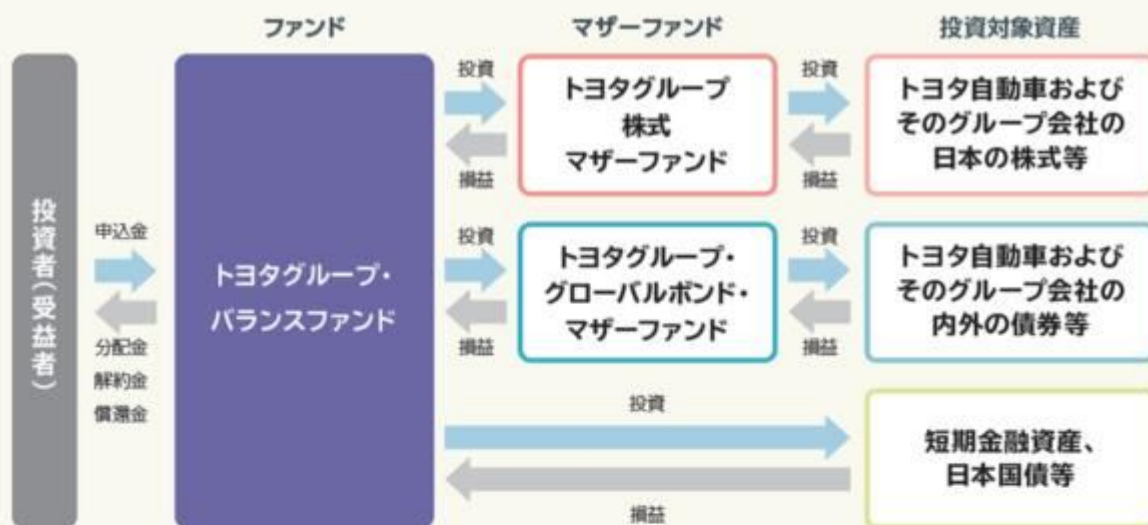 ファンド
マザーファンド
投資対象資産
投資者(受益者)
申込金
分配金
解約金
償還金
トヨタグループ・
バランスファンド
投資
損益
トヨタグループ
株式
マザーファンド
投資
損益
トヨタ自動車および
そのグループ会社の
日本の株式等
投資
損益
トヨタグループ・
グローバルボンド・
マザーファンド
投資
損益
トヨタ自動車および
そのグループ会社の
内外の債券等
投資
損益
短期金融資産、
日本国債等